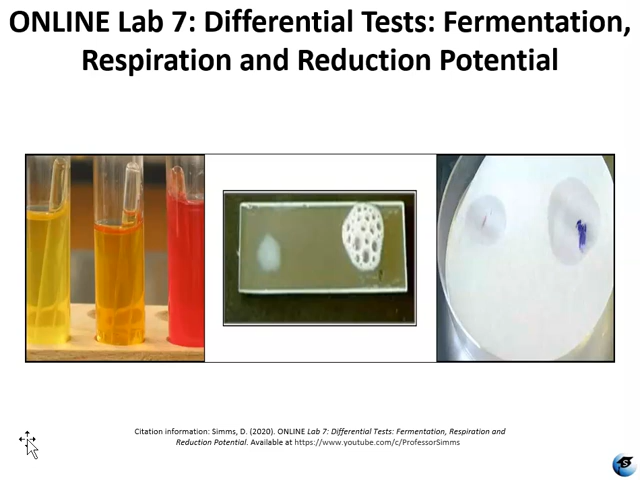 ONLINE Lab 7: Differential Tests: Fermentation,
Respiration and Reduction Potential
Citation information: Simms, D. (2020). ONLINE Lab 7: Differential Tests: Fermentation, Respiration and
Reduction Potential. Available at https://www.youtube.com/c/ProfessorSimms
S